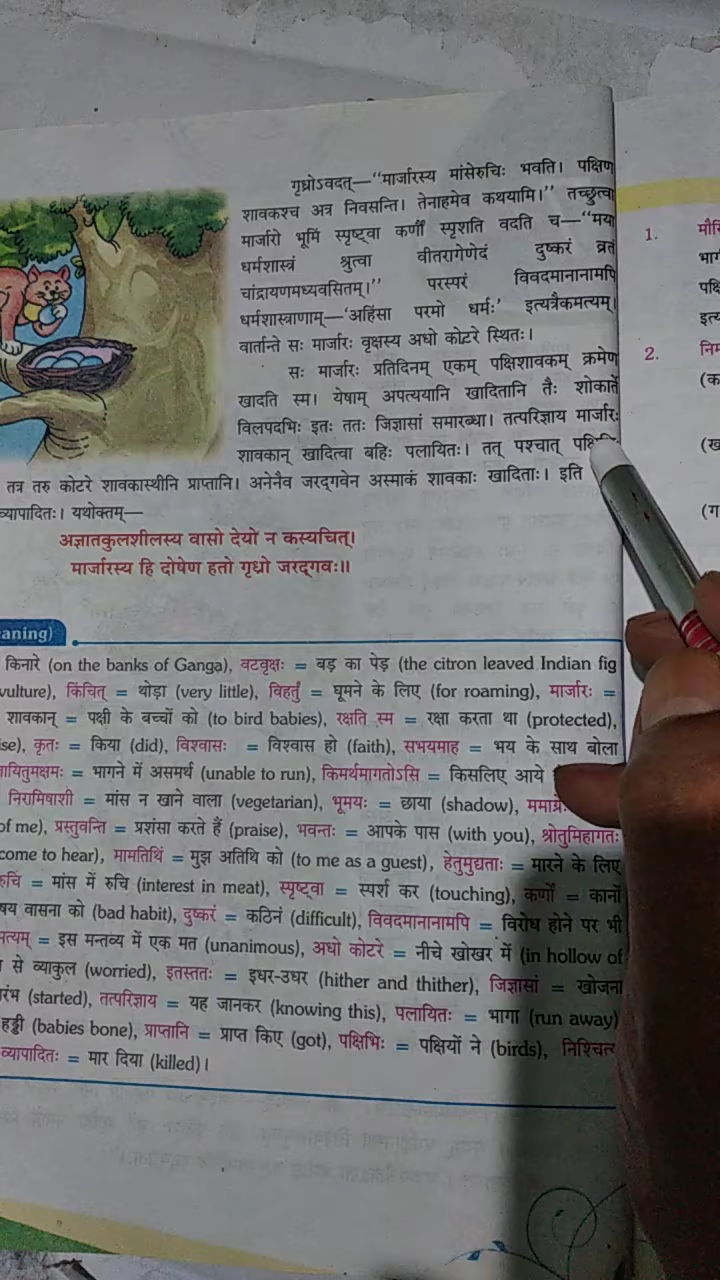 गृध्रोऽवदत्—“मार्जारस्य मांसेरुचिः भवति। पक्षिण
शावकश्च अत्र निवसन्ति। तेनाहमेव कथयामि।” तच्छ्रुत्वा
मार्जारो भूमिं स्पृष्ट्वा कर्णौ स्पृशति वदति च—“मया
धर्मशास्त्रं श्रुत्वा वीतरागेणेदं दुष्करं व्रतं
चांद्रायणमध्यवसितम्।” परस्परं विवदमानानामपि
धर्मशास्त्राणाम्—‘अहिंसा परमो धर्मः’ इत्यत्रैकमत्यम्।
वार्तान्ते सः मार्जारः वृक्षस्य अधो कोटरे स्थितः।
सः मार्जारः प्रतिदिनम् एकम् पक्षिशावकम् क्रमेण
खादति स्म। येषाम् अपत्ययानि खादितानि तैः शोकार्तै
विलपदभिः इतः ततः जिज्ञासां समारब्धा। तत्परिज्ञाय मार्जारः
शावकान् खादित्वा बहिः पलायितः। तत् पश्चात्
तत्र तरु कोटरे शावकास्थीनि प्राप्तानि। अनेनैव जरद्गवेन अस्माकं शावकाः खादिताः। इति
व्यापादितः। यथोक्तम्—
अज्ञातकुलशीलस्य वासो देयो न कस्यचित्।
मार्जारस्य हि दोषेण हतो गृध्रो जरद्गवः॥
aning)
किनारे (on the banks of Ganga), वटवृक्षः = बड़ का पेड़ (the citron leaved Indian fig
vulture), किंचित् = थोड़ा (very little), विहर्तुं = घूमने के लिए (for roaming), मार्जारः =
शावकान् = पक्षी के बच्चों को (to bird babies), रक्षति स्म = रक्षा करता था (protected),
ise), कृतः = किया (did), विश्वासः = विश्वास हो (faith), सभयमाह = भय के साथ बोला
ायितुमक्षमः = भागने में असमर्थ (unable to run), किमर्थमागतोऽसि = किसलिए आये
निरामिषाशी = मांस न खाने वाला (vegetarian), भूमयः = छाया (shadow),
of me), प्रस्तुवन्ति = प्रशंसा करते हैं (praise), भवन्तः = आपके पास (with you), श्रोतुमिहागतः
come to hear), मामतिथिं = मुझ अतिथि को (to me as a guest), हेतुमुद्यताः = मारने के लिए
रुचिं = मांस में रुचि (interest in meat), स्पृष्ट्वा = स्पर्श कर (touching), कर्णौं = कानों
षय वासना को (bad habit), दुष्करं = कठिनं (difficult), विवदमानानामपि = विरोध होने पर भी
मत्यम् = इस मन्तव्य में एक मत (unanimous), अधो कोटरे = नीचे खोखर में (in hollow of
से व्याकुल (worried), इतस्ततः = इधर-उधर (hither and thither), जिज्ञासां = खोजना
रंभ (started), तत्परिज्ञाय = यह जानकर (knowing this), पलायितः = भागा (run away)
हड्डी (babies bone), प्राप्तानि = प्राप्त किए (got), पक्षिभिः = पक्षियों ने (birds), निश्चित्य
व्यापादितः = मार दिया (killed)।
1. मौि
भाग
पक्षि
इत्य
2. निम
(क
(ख
(ग